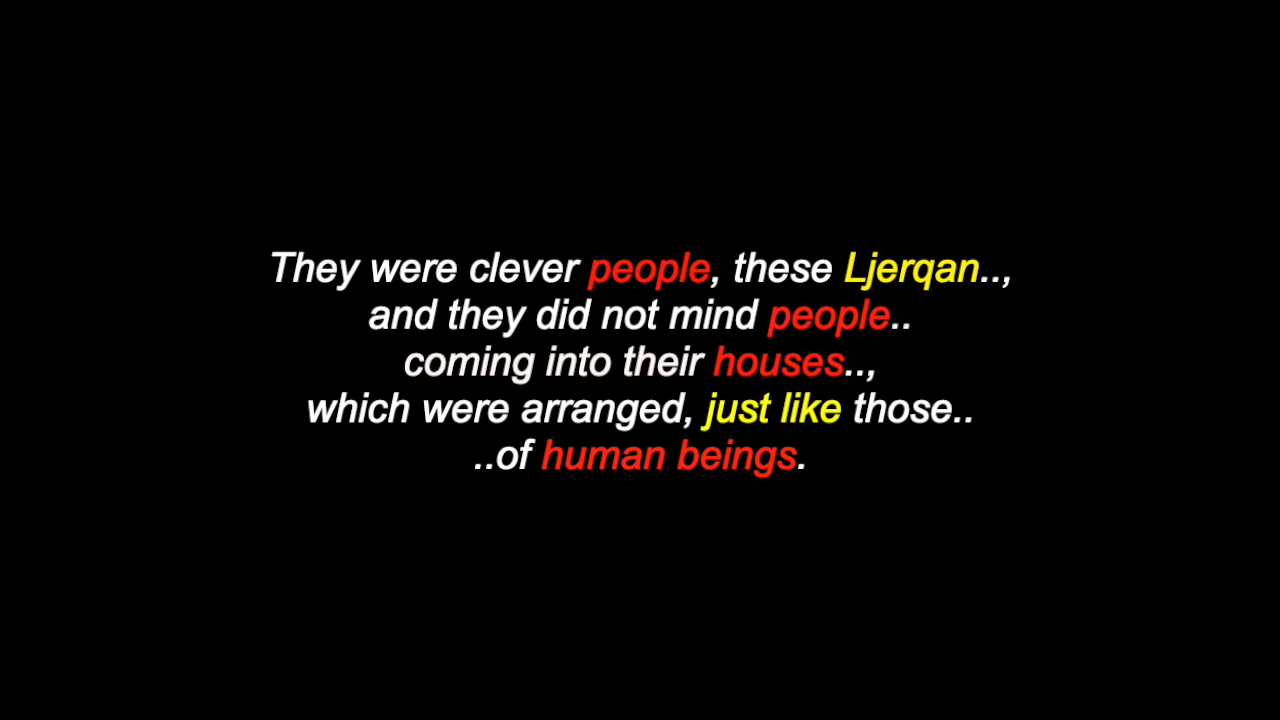 They were clever people, these Ljerqan..,
and they did not mind people..
coming into their houses..,
which were arranged, just like those..
..of human beings.